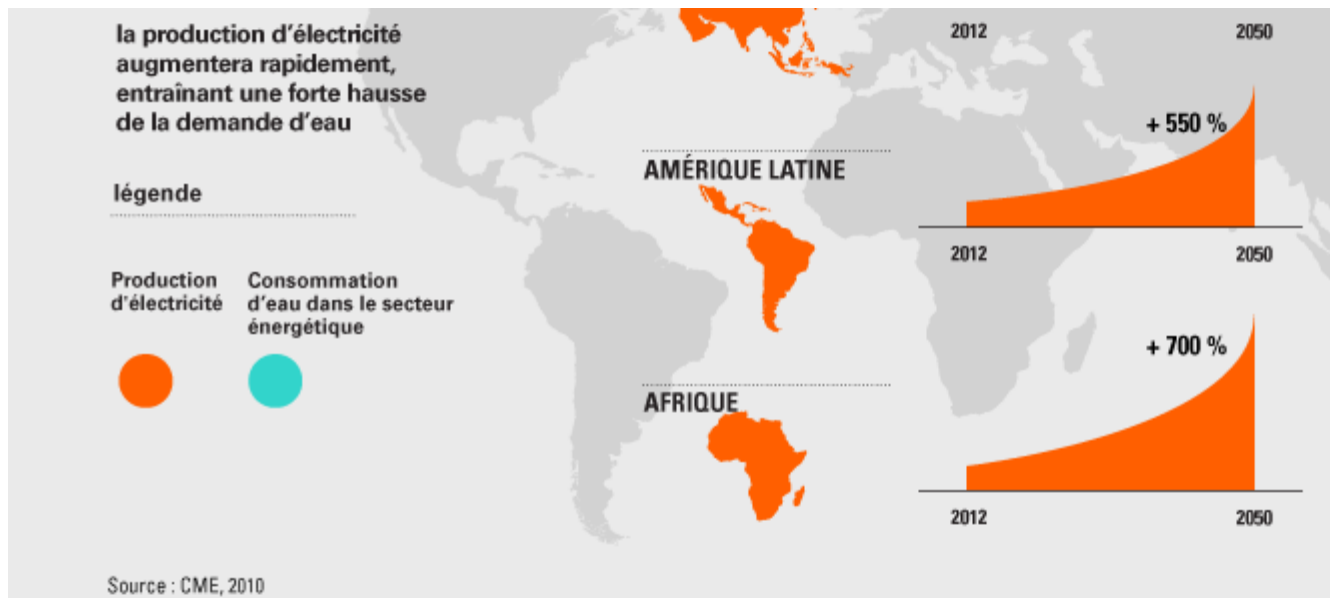 la production d'électricité
augmentera rapidement,
entraînant une forte hausse
de la demande d'eau
légende
Production
d'électricité
Consommation
d'eau dans le secteur
énergétique
Source : CME, 2010
2012
2050
AMÉRIQUE LATINE
+ 550 %
2012
2050
AFRIQUE
+ 700 %
2012
2050